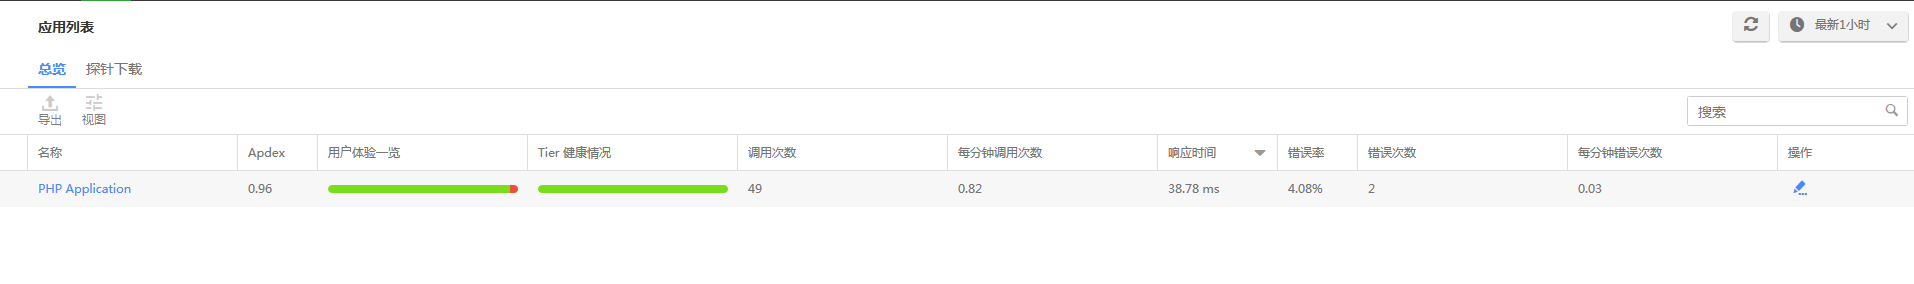 应用列表
最新1小时
总览 探针下载
导出 视图
搜索
名称 Apdex 用户体验一览 Tier 健康情况 调用次数 每分钟调用次数 响应时间 错误率 错误次数 每分钟错误次数 操作
PHP Application 0.96 49 0.82 38.78 ms 4.08% 2 0.03